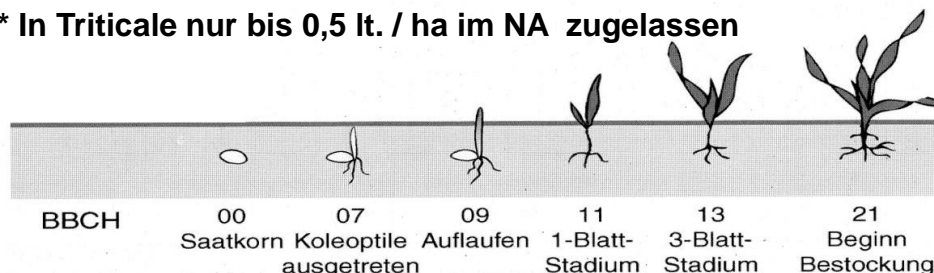 * In Triticale nur bis 0,5 lt. / ha im NA zugelassen
BBCH 00 07 09 11 13 21
Saatkorn Koleoptile Auflaufen 1-Blatt- 3-Blatt- Beginn
ausgetreten Stadium Stadium Bestockung